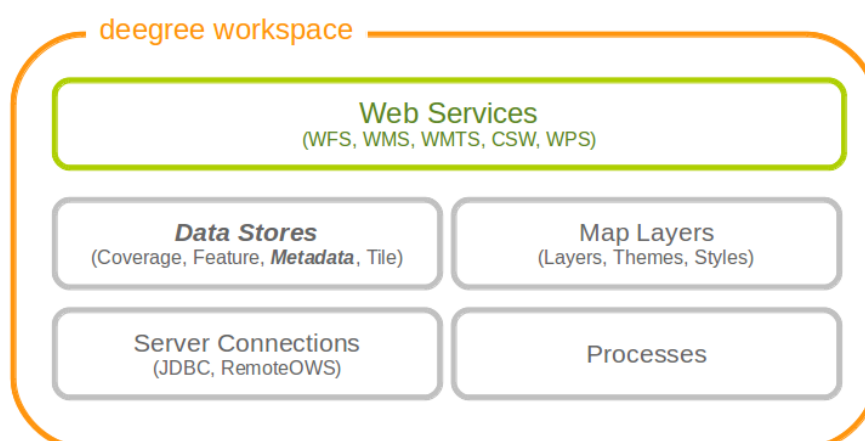 deegree workspace
Web Services
(WFS, WMS, WMTS, CSW, WPS)
Data Stores
(Coverage, Feature, Metadata, Tile)
Map Layers
(Layers, Themes, Styles)
Server Connections
(JDBC, RemoteOWS)
Processes